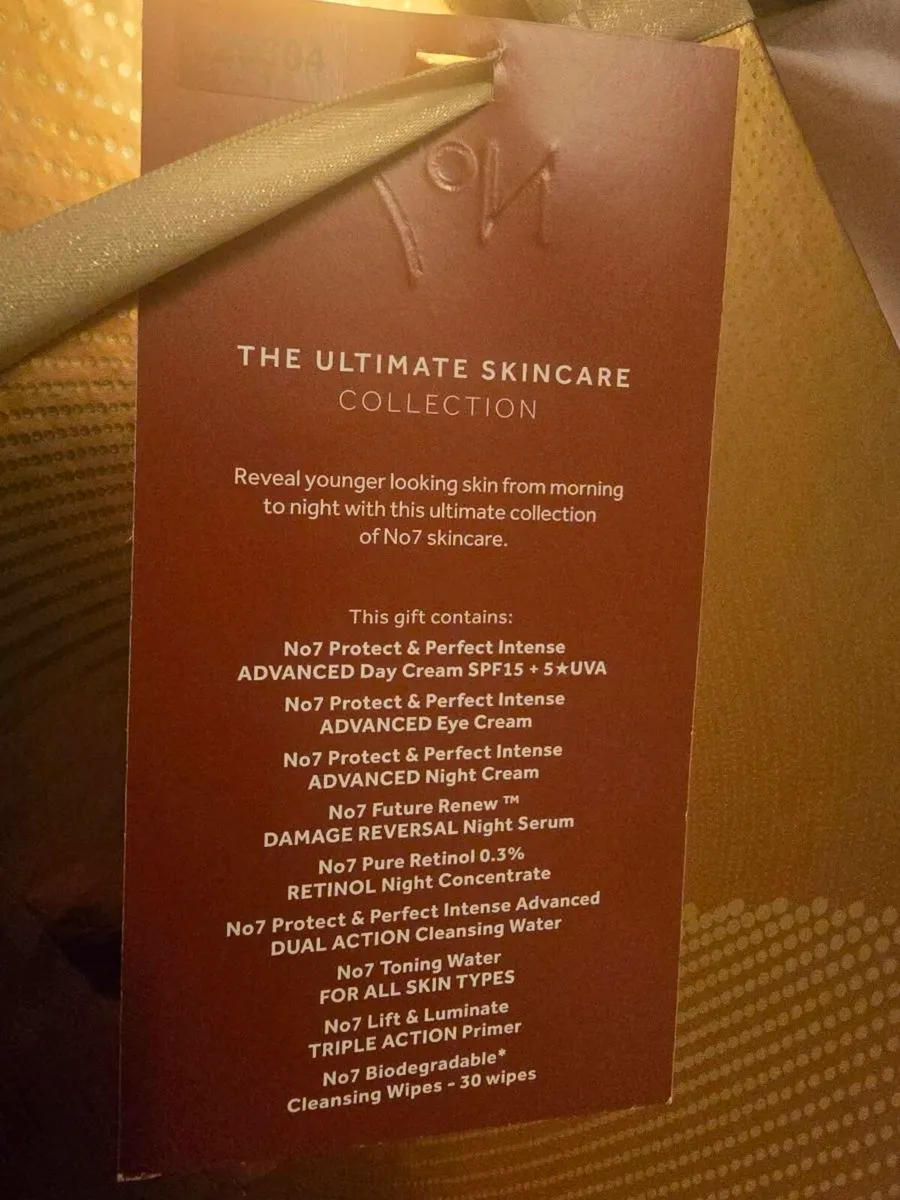 THE ULTIMATE SKINCARE
COLLECTION
Reveal younger looking skin from morning
to night with this ultimate collection
of No7 skincare.
This gift contains:
No7 Protect & Perfect Intense
ADVANCED Day Cream SPF15 + 5★UVA
No7 Protect & Perfect Intense
ADVANCED Eye Cream
No7 Protect & Perfect Intense
ADVANCED Night Cream
No7 Future Renew ™
DAMAGE REVERSAL Night Serum
No7 Pure Retinol 0.3%
RETINOL Night Concentrate
No7 Protect & Perfect Intense Advanced
DUAL ACTION Cleansing Water
No7 Toning Water
FOR ALL SKIN TYPES
No7 Lift & Luminate
TRIPLE ACTION Primer
No7 Biodegradable*
Cleansing Wipes - 30 wipes